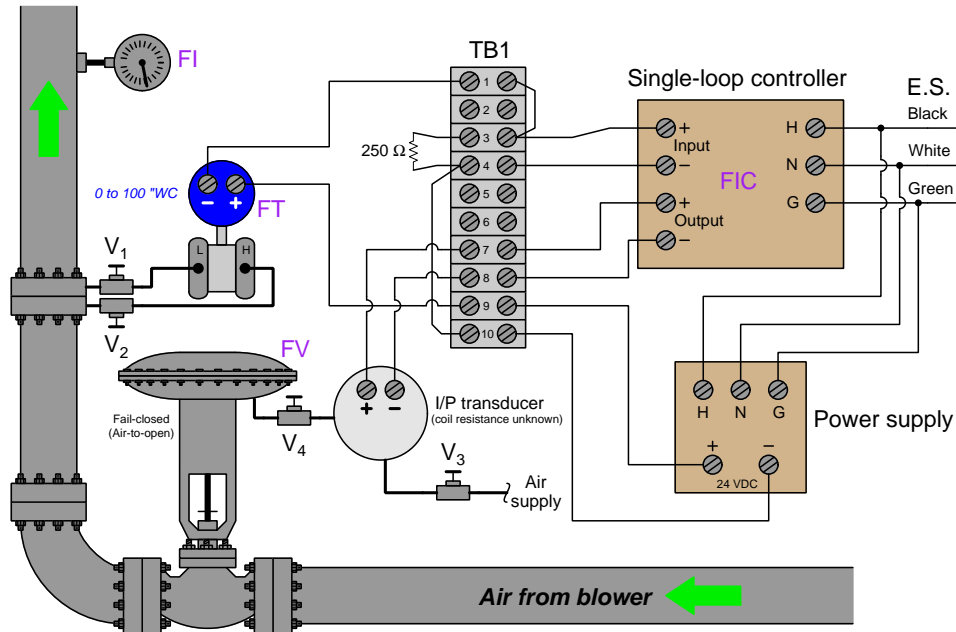 TB1
FI
Single-loop controller
E.S.
Black
White
Green
1
2
3
4
5
6
7
8
9
10
250 Ω
+
Input
−
+
Output
−
FIC
H
N
G
0 to 100 "WC
− +
FT
L H
V1
V2
FV
Fail-closed
(Air-to-open)
V4
+ −
I/P transducer
(coil resistance unknown)
V3
Air
supply
H N G
+ −
24 VDC
Power supply
Air from blower